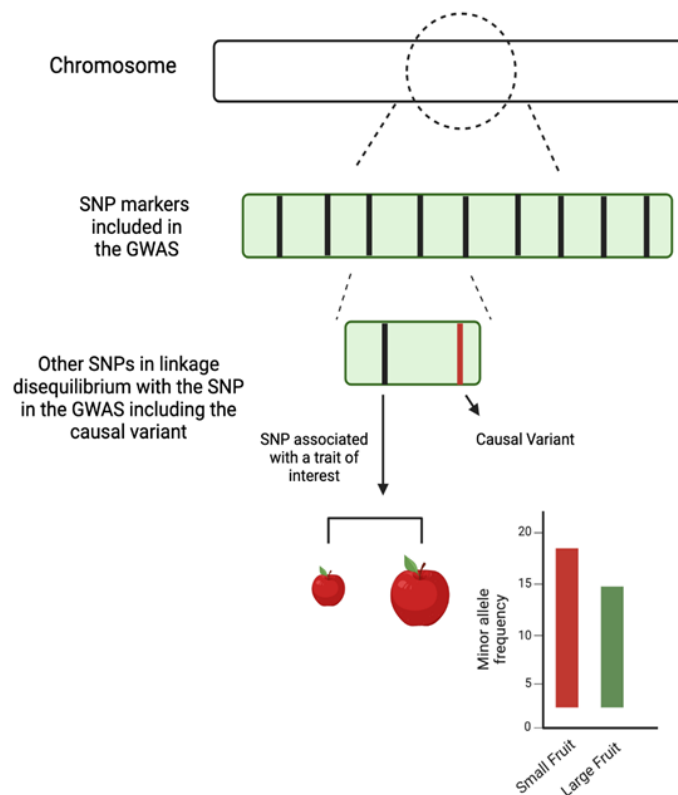 Chromosome
SNP markers
included in
the GWAS
Other SNPs in linkage
disequilibrium with the SNP
in the GWAS including the
causal variant
SNP associated
with a trait of
interest
Causal Variant
Minor allele
frequency
20
15
10
5
0
Small Fruit
Large Fruit